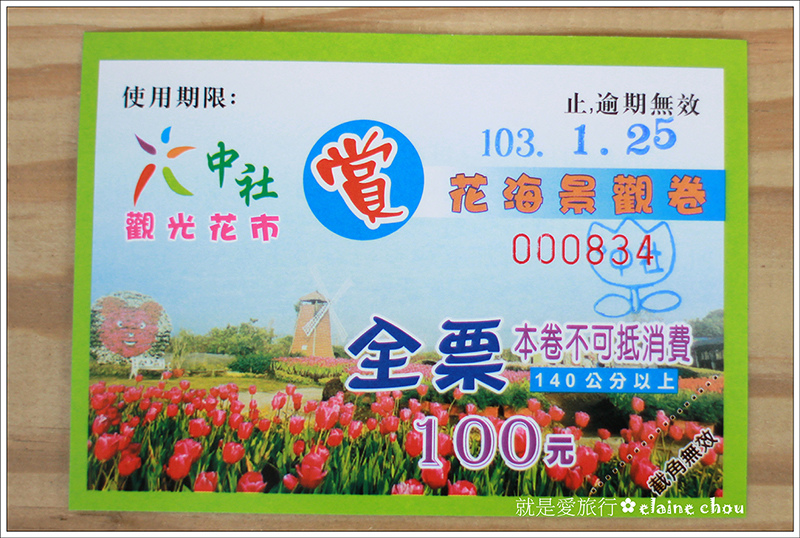 使用期限: 止,逾期無效
103. 1. 25
中社
觀光花市
賞
花海景觀卷
000834
中社
全票
本卷不可抵消費
140公分以上
100元
截角無效
就是愛旅行✿elaine chou